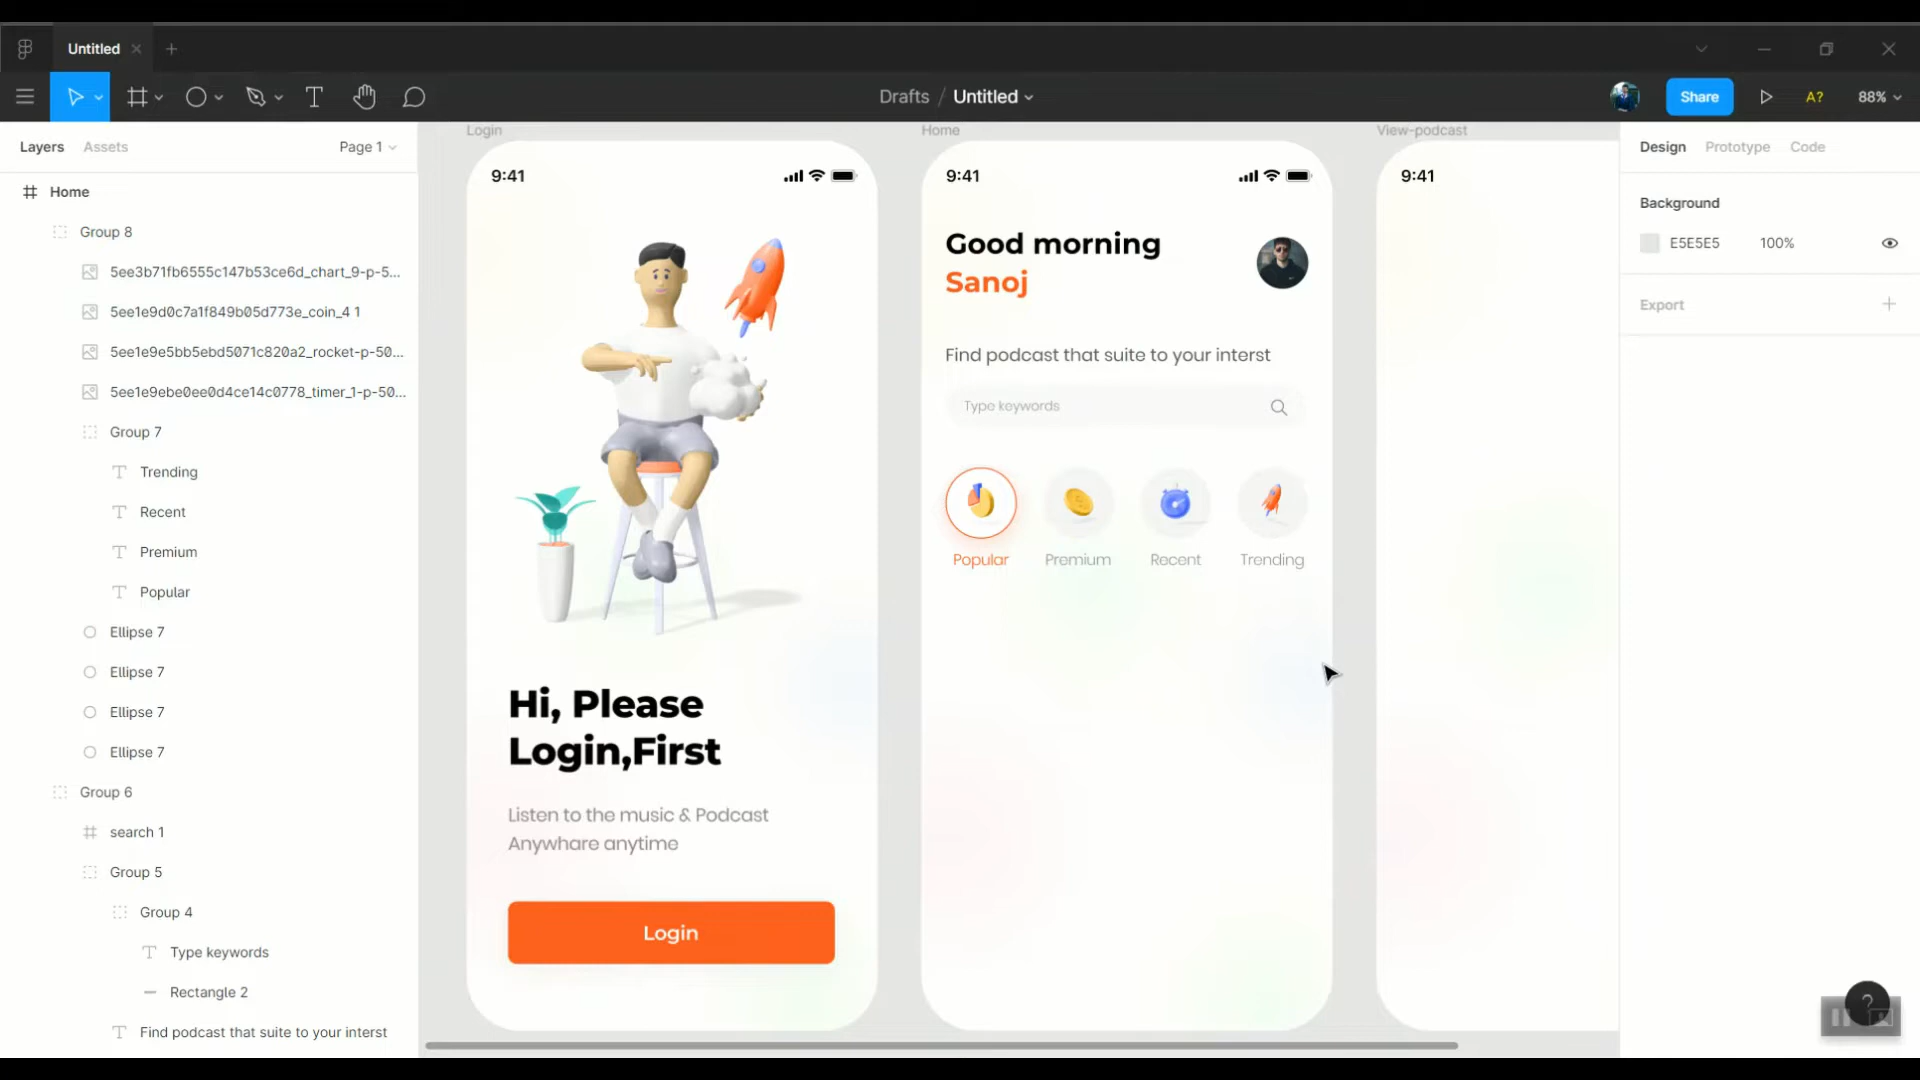 Untitled
Drafts / Untitled
Share
A?
88%
Layers
Assets
Page 1
Home
Group 8
5ee3b71fb6555c147b53ce6d_chart_9-p-5...
5ee1e9d0c7a1f849b05d773e_coin_4 1
5ee1e9e5bb5ebd5071c820a2_rocket-p-50...
5ee1e9ebe0ee0d4ce14c0778_timer_1-p-50...
Group 7
Trending
Recent
Premium
Popular
Ellipse 7
Ellipse 7
Ellipse 7
Ellipse 7
Group 6
search 1
Group 5
Group 4
Type keywords
Rectangle 2
Find podcast that suite to your interst
Login
9:41
Hi, Please
Login,First
Listen to the music & Podcast
Anywhare anytime
Login
Home
9:41
Good morning
Sanoj
Find podcast that suite to your interst
Type keywords
Popular
Premium
Recent
Trending
View-podcast
9:41
Design
Prototype
Code
Background
E5E5E5
100%
Export
?